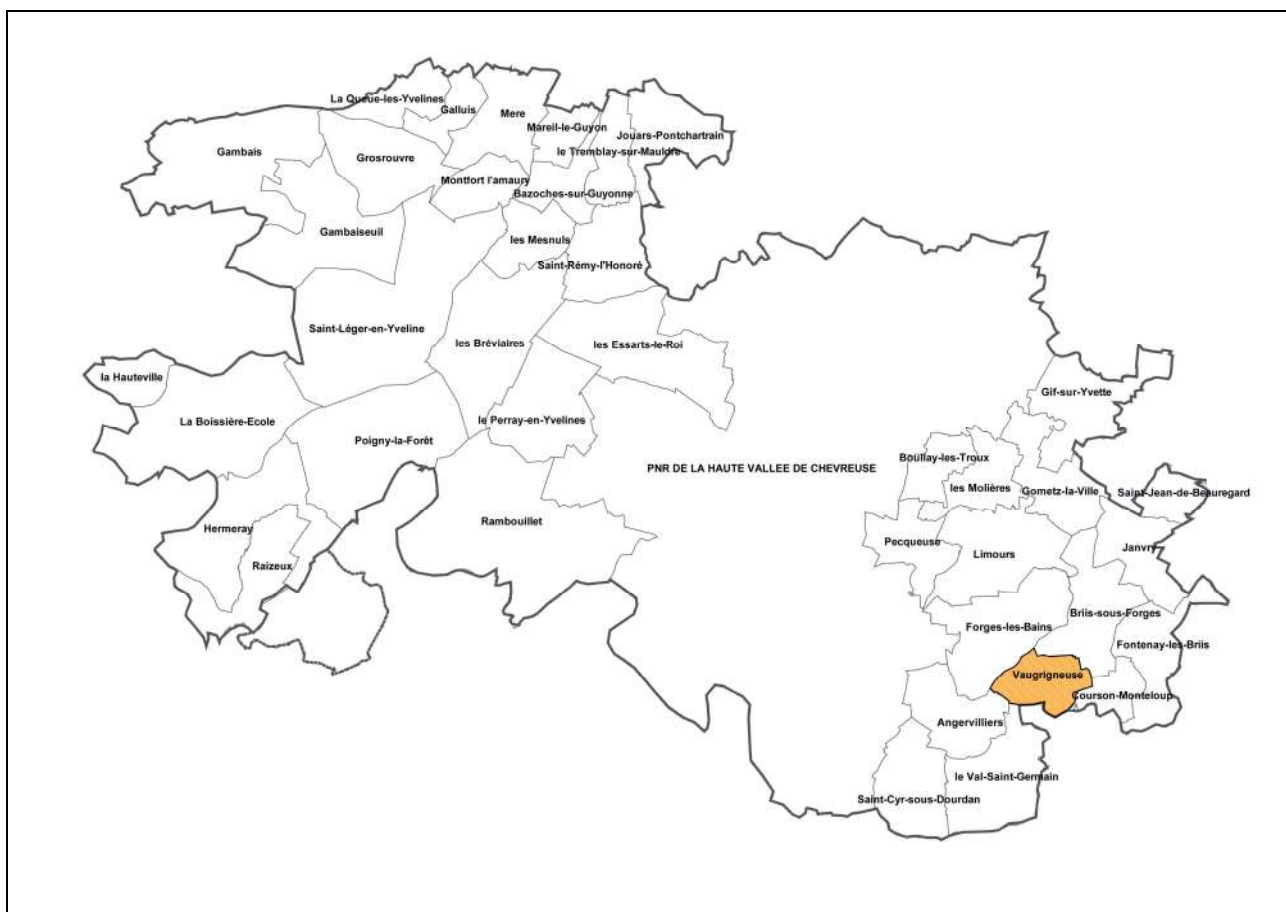 La Queue-les-Yvelines
Galluis
Mere
Mareil-le-Guyon
Jouars-Pontchartrain
le Tremblay-sur-Mauldre
Gambais
Grosrouvre
Montfort l'amaury
Bazoches-sur-Guyonne
Gambaiseuil
les Mesnuls
Saint-Rémy-l'Honoré
Saint-Léger-en-Yveline
les Bréviaires
les Essarts-le-Roi
la Hauteville
Gif-sur-Yvette
La Boissière-Ecole
le Perray-en-Yvelines
Poigny-la-Forêt
Boullay-les-Troux
PNR DE LA HAUTE VALLEE DE CHEVREUSE
les Molières
Gometz-la-Ville
Saint-Jean-de-Beauregard
Rambouillet
Hermeray
Pecqueuse
Janvry
Limours
Raizeux
Briis-sous-Forges
Forges-les-Bains
Fontenay-les-Briis
Vaugrigneuse
Courson-Monteloup
Angervilliers
le Val-Saint-Germain
Saint-Cyr-sous-Dourdan